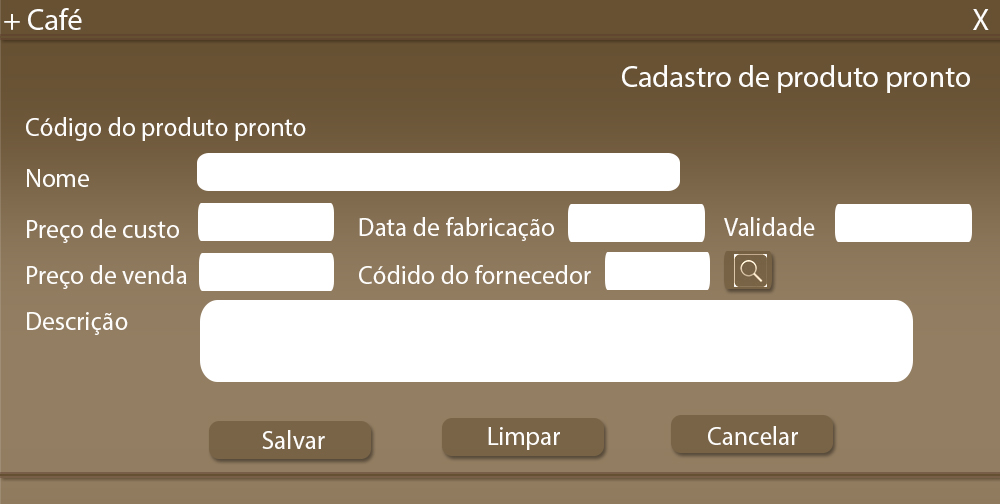 + Café X
Cadastro de produto pronto
Código do produto pronto
Nome
Preço de custo Data de fabricação Validade
Preço de venda Códido do fornecedor
Descrição
Salvar Limpar Cancelar